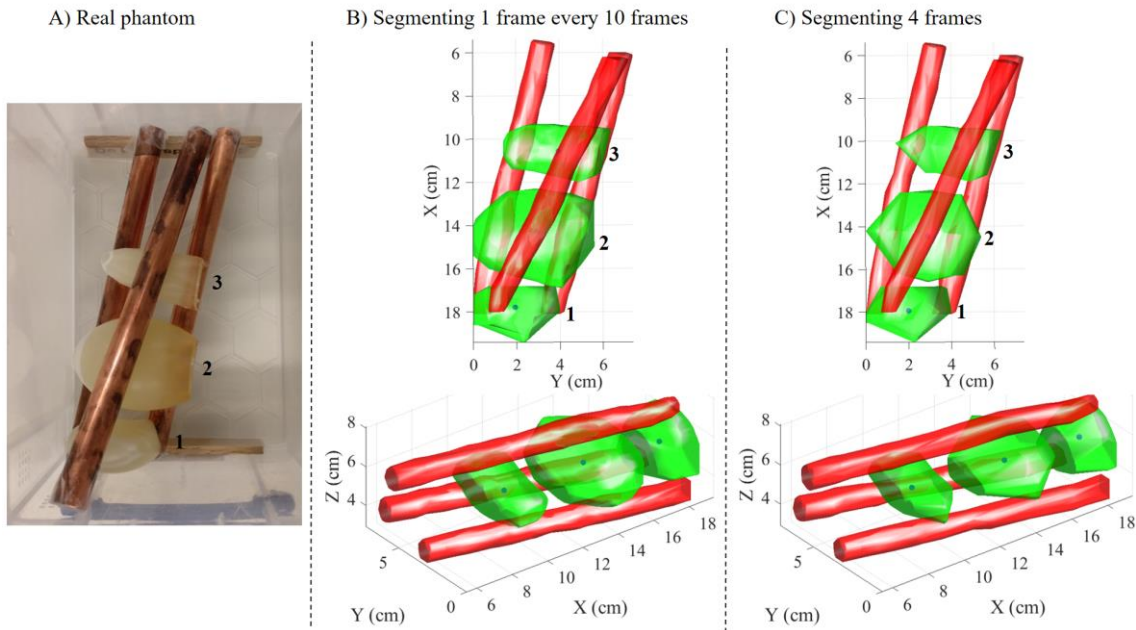 A) Real phantom
B) Segmenting 1 frame every 10 frames
C) Segmenting 4 frames
3
2
1
6
8
10
12
14
16
18
X (cm)
0 2 4 6
Y (cm)
3
2
1
6
8
10
12
14
16
18
X (cm)
0 2 4 6
Y (cm)
3
2
1
8
6
4
Z (cm)
5
0
Y (cm)
6 8 10 12 14 16 18
X (cm)
8
6
4
Z (cm)
5
0
Y (cm)
6 8 10 12 14 16 18
X (cm)